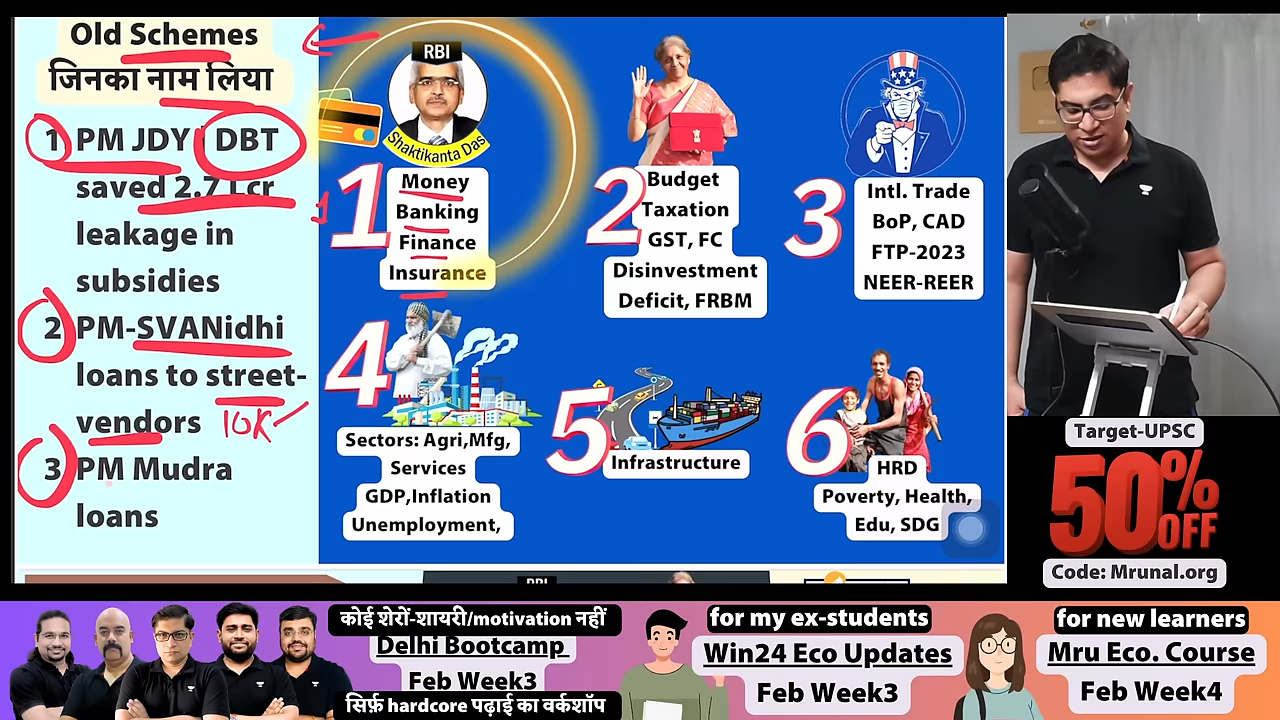 Old Schemes
जिनका नाम लिया
1 PM JDY DBT
saved 2.7 Lcr
leakage in
subsidies
2 PM-SVANidhi
loans to street-
vendors 10K
3 PM Mudra
loans
RBI
Shaktikanta Das
1
Money
Banking
Finance
Insurance
2
Budget
Taxation
GST, FC
Disinvestment
Deficit, FRBM
3
Intl. Trade
BoP, CAD
FTP-2023
NEER-REER
4
Sectors: Agri,Mfg,
Services
GDP,Inflation
Unemployment,
5
Infrastructure
6
HRD
Poverty, Health,
Edu, SDG
RBI
Target-UPSC
50%
OFF
Code: Mrunal.org
कोई शेरों-शायरी/motivation नहीं
Delhi Bootcamp
Feb Week3
सिर्फ़ hardcore पढ़ाई का वर्कशॉप
for my ex-students
Win24 Eco Updates
Feb Week3
for new learners
Mru Eco. Course
Feb Week4